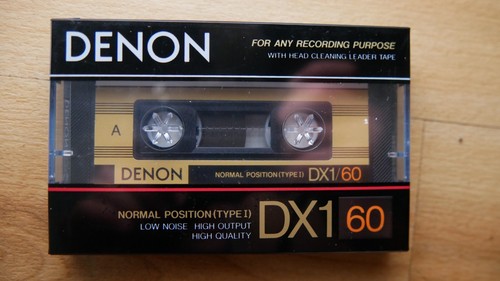 DENON
FOR ANY RECORDING PURPOSE
WITH HEAD CLEANING LEADER TAPE
A
DENON
NORMAL POSITION (TYPE I) DX1/60
NORMAL POSITION (TYPE I)
LOW NOISE HIGH OUTPUT
HIGH QUALITY
DX1 60